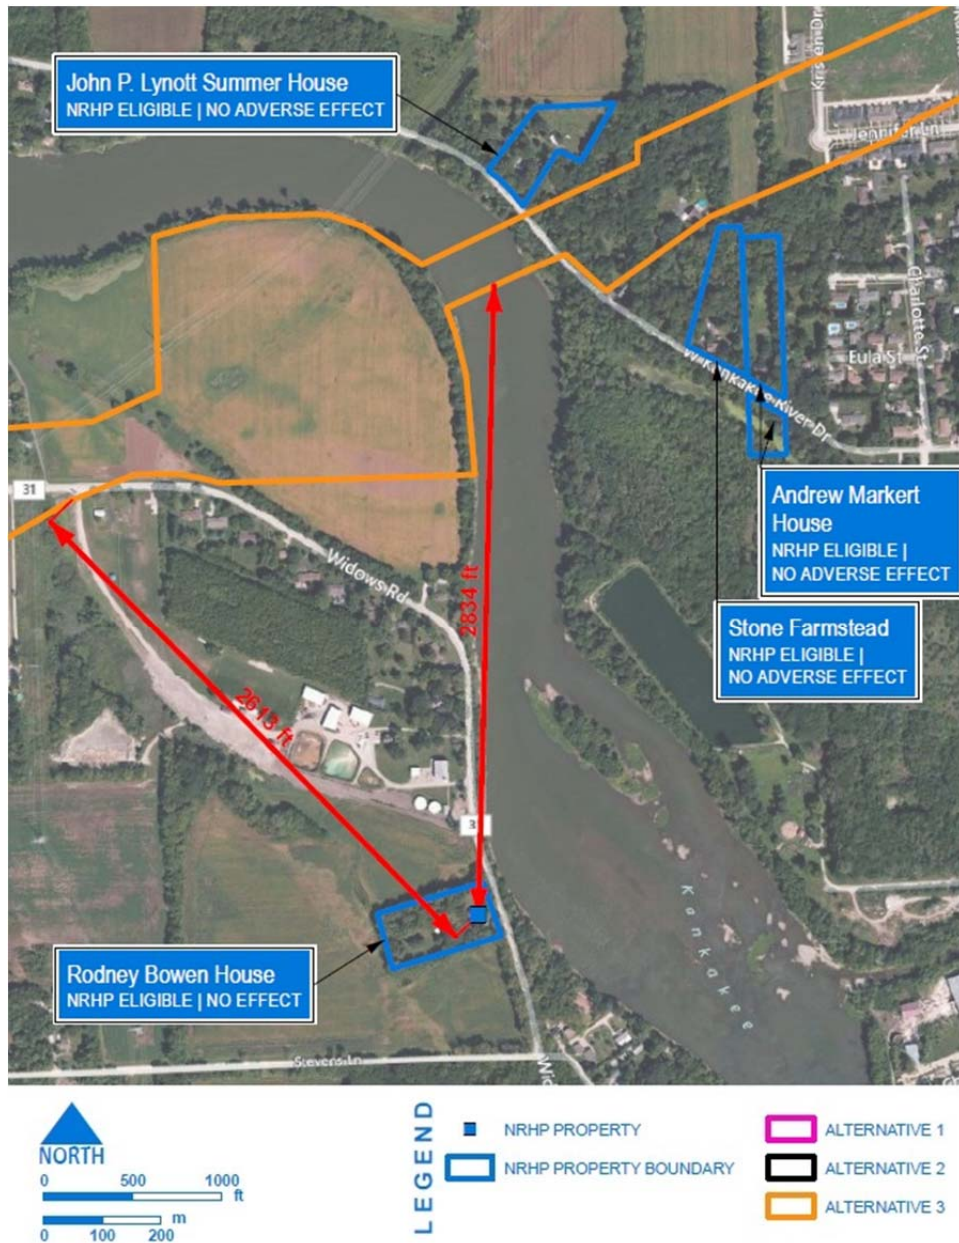 John P. Lynott Summer House
NRHP ELIGIBLE | NO ADVERSE EFFECT
Kristen Dr
Jennifer Ln
Charlotte St
Eula St
W Kankakee River Dr
31
Widows Rd
2834 ft
2613 ft
Andrew Markert
House
NRHP ELIGIBLE |
NO ADVERSE EFFECT
Stone Farmstead
NRHP ELIGIBLE |
NO ADVERSE EFFECT
Rodney Bowen House
NRHP ELIGIBLE | NO EFFECT
Kankakee
Stevens Ln
NORTH
0 500 1000
ft
m
0 100 200
LEGEND
NRHP PROPERTY
NRHP PROPERTY BOUNDARY
ALTERNATIVE 1
ALTERNATIVE 2
ALTERNATIVE 3